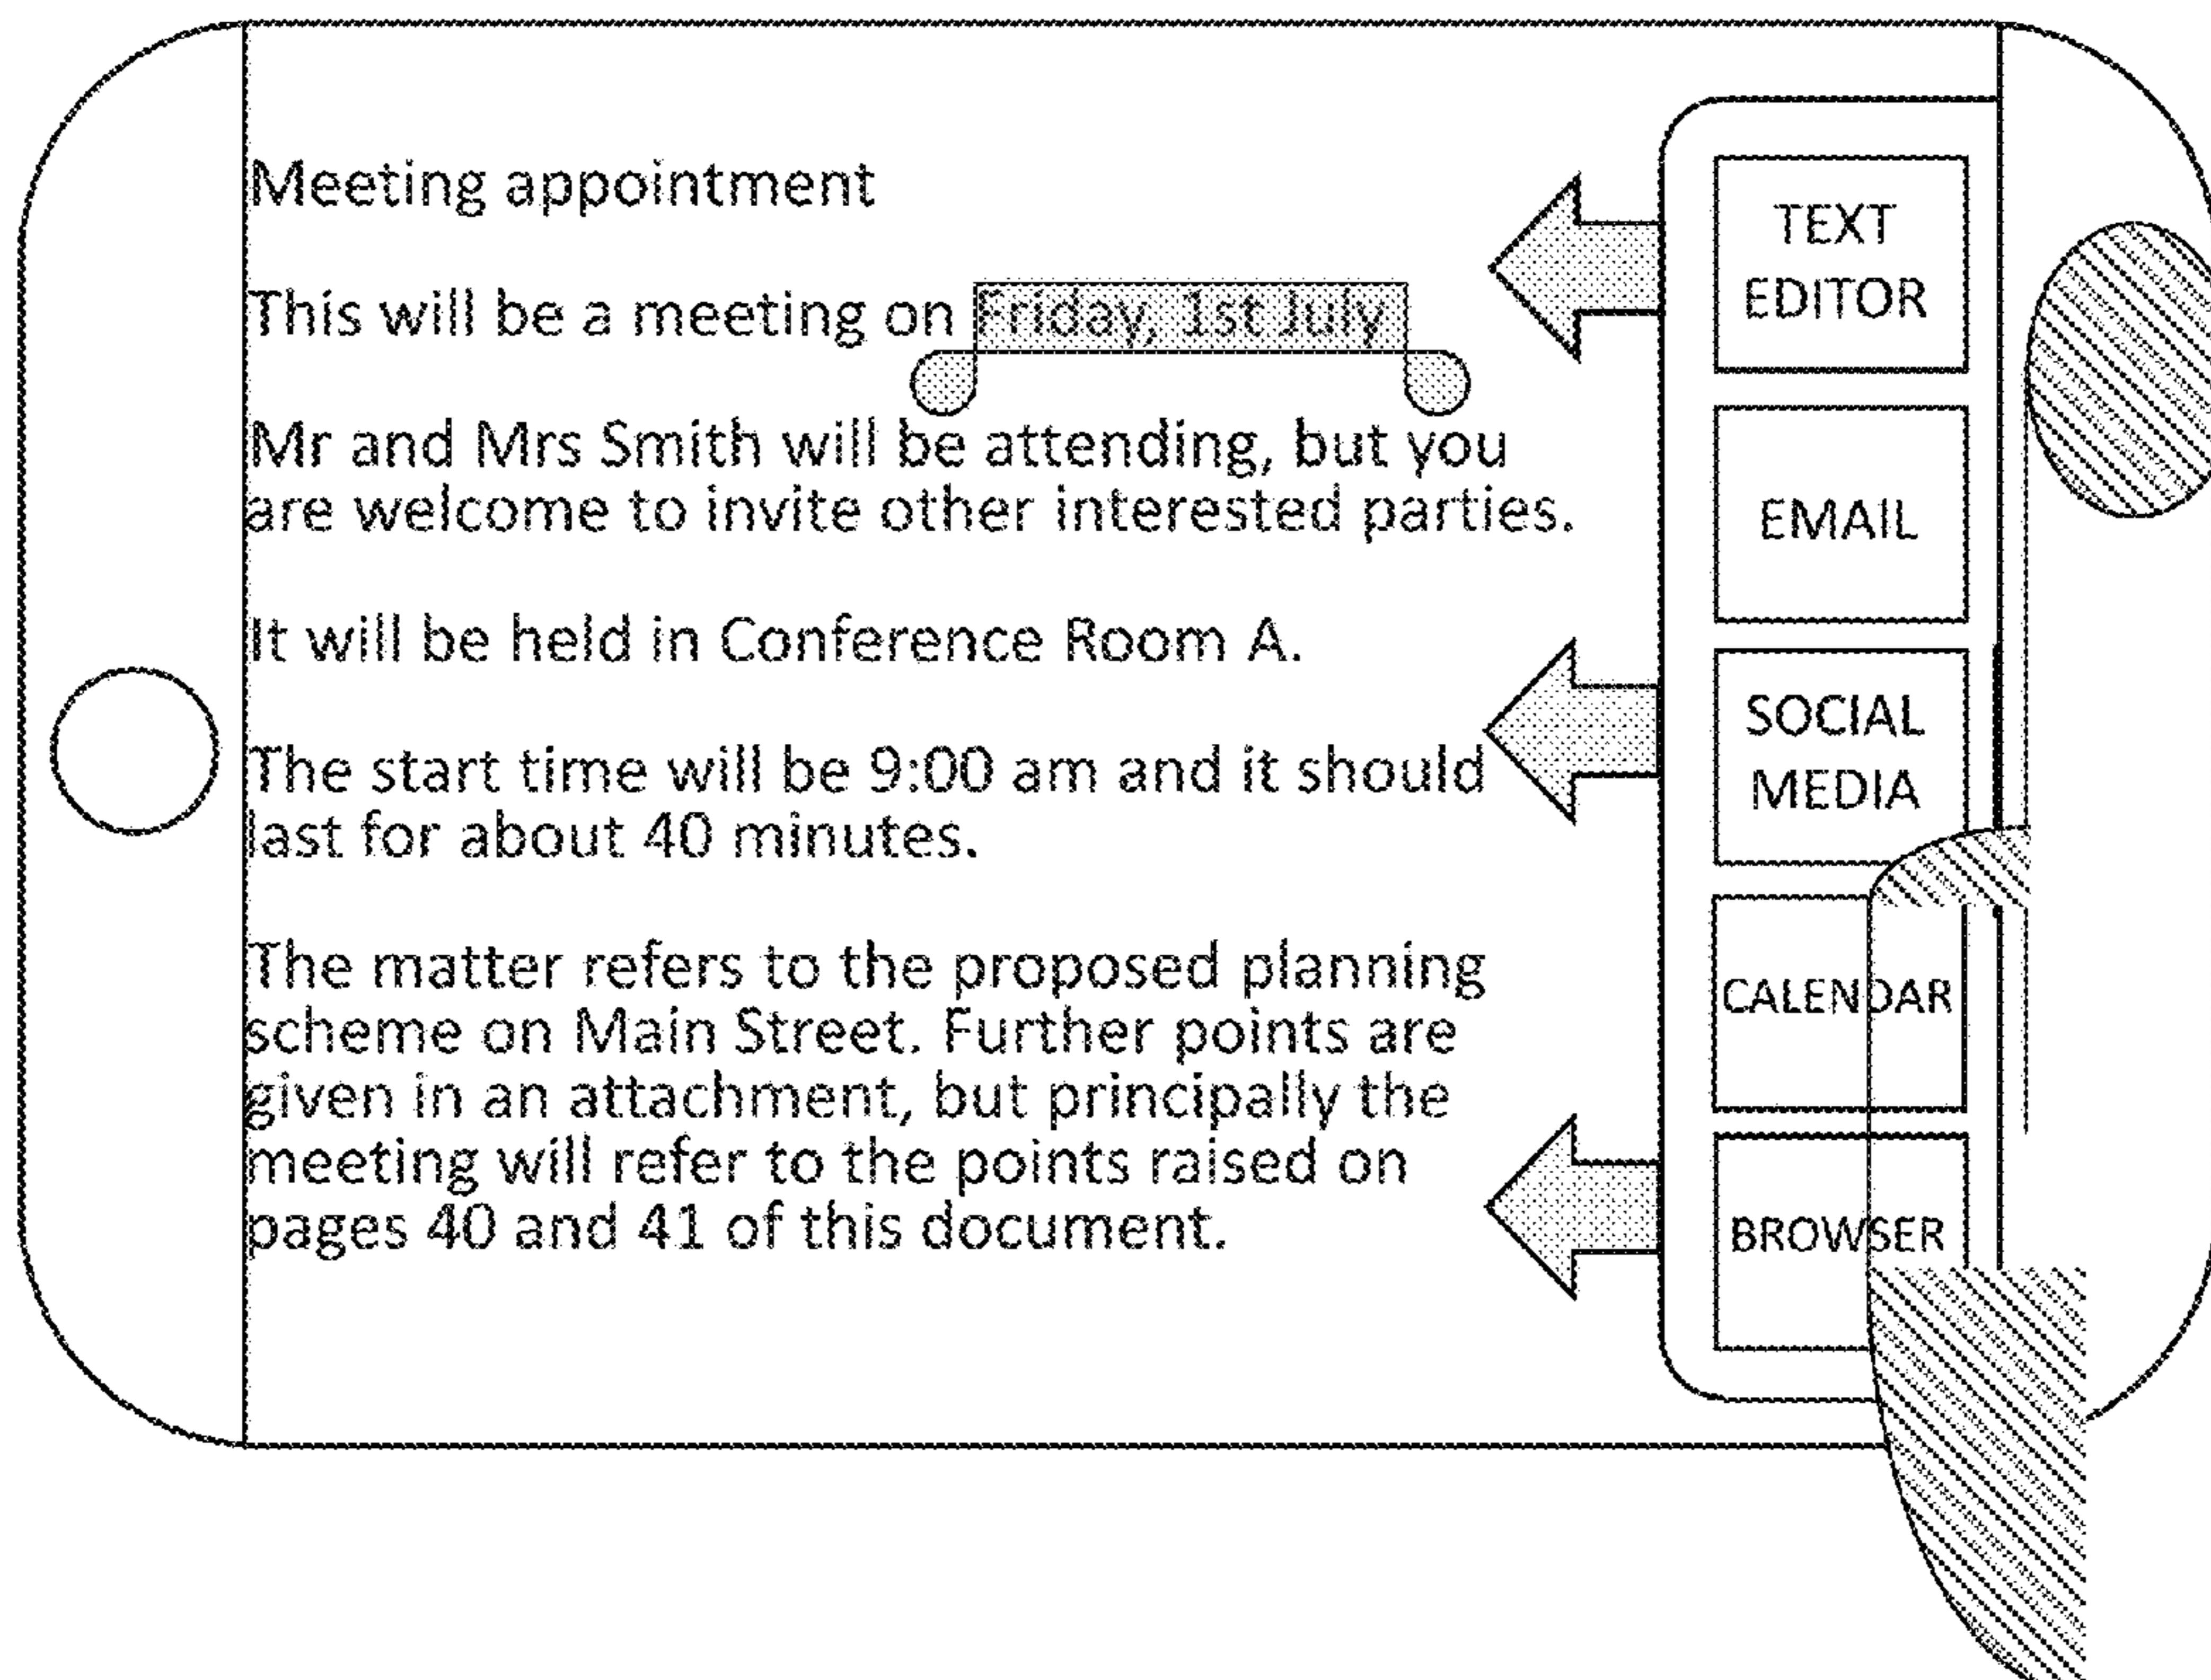 Meeting appointment
This will be a meeting on Friday, 1st July
Mr and Mrs Smith will be attending, but you
are welcome to invite other interested parties.
It will be held in Conference Room A.
The start time will be 9:00 am and it should
last for about 40 minutes.
The matter refers to the proposed planning
scheme on Main Street. Further points are
given in an attachment, but principally the
meeting will refer to the points raised on
pages 40 and 41 of this document.
TEXT
EDITOR
EMAIL
SOCIAL
MEDIA
CALENDAR
BROWSER